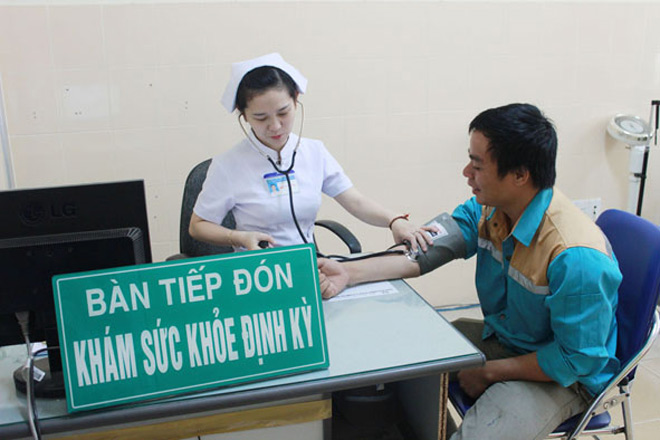 LG
BÀN TIẾP ĐÓN
KHÁM SỨC KHỎE ĐỊNH KỲ